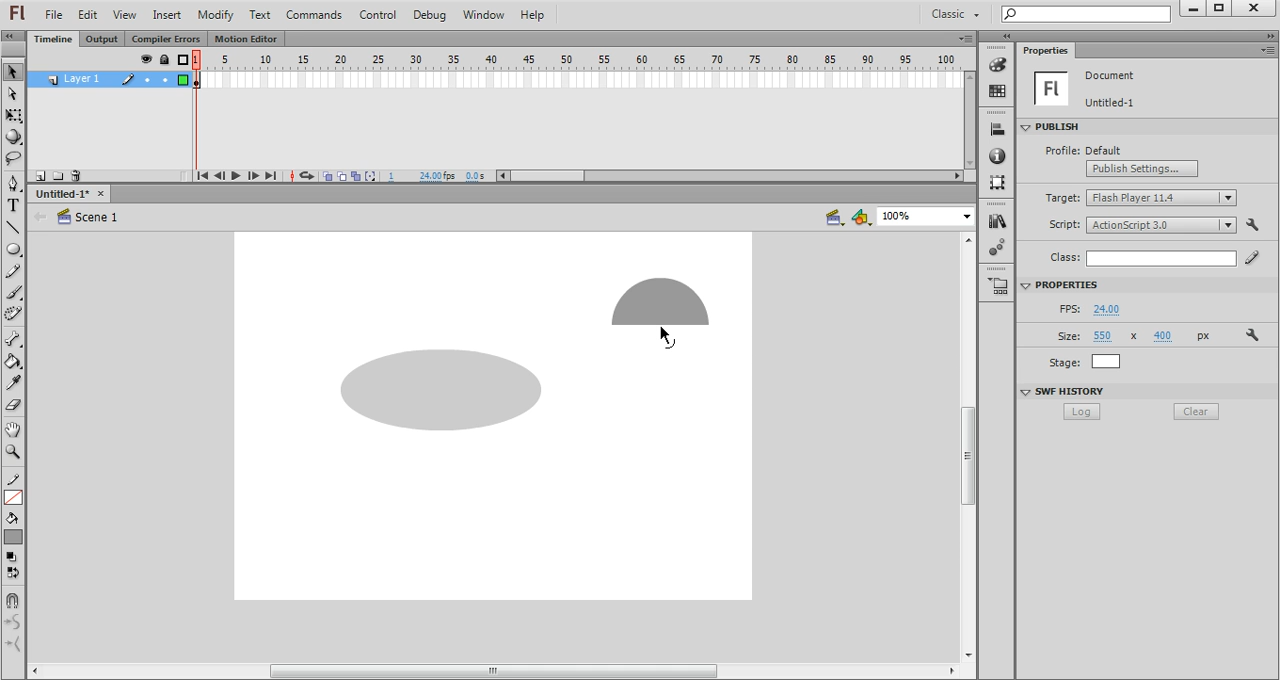 Fl File Edit View Insert Modify Text Commands Control Debug Window Help Classic
Timeline Output Compiler Errors Motion Editor
1 5 10 15 20 25 30 35 40 45 50 55 60 65 70 75 80 85 90 95 100
Layer 1
1 24.00 fps 0.0 s
Untitled-1* ×
Scene 1 100%
Properties
Fl
Document
Untitled-1
PUBLISH
Profile: Default
Publish Settings...
Target: Flash Player 11.4
Script: ActionScript 3.0
Class:
PROPERTIES
FPS: 24.00
Size: 550 x 400 px
Stage:
SWF HISTORY
Log Clear